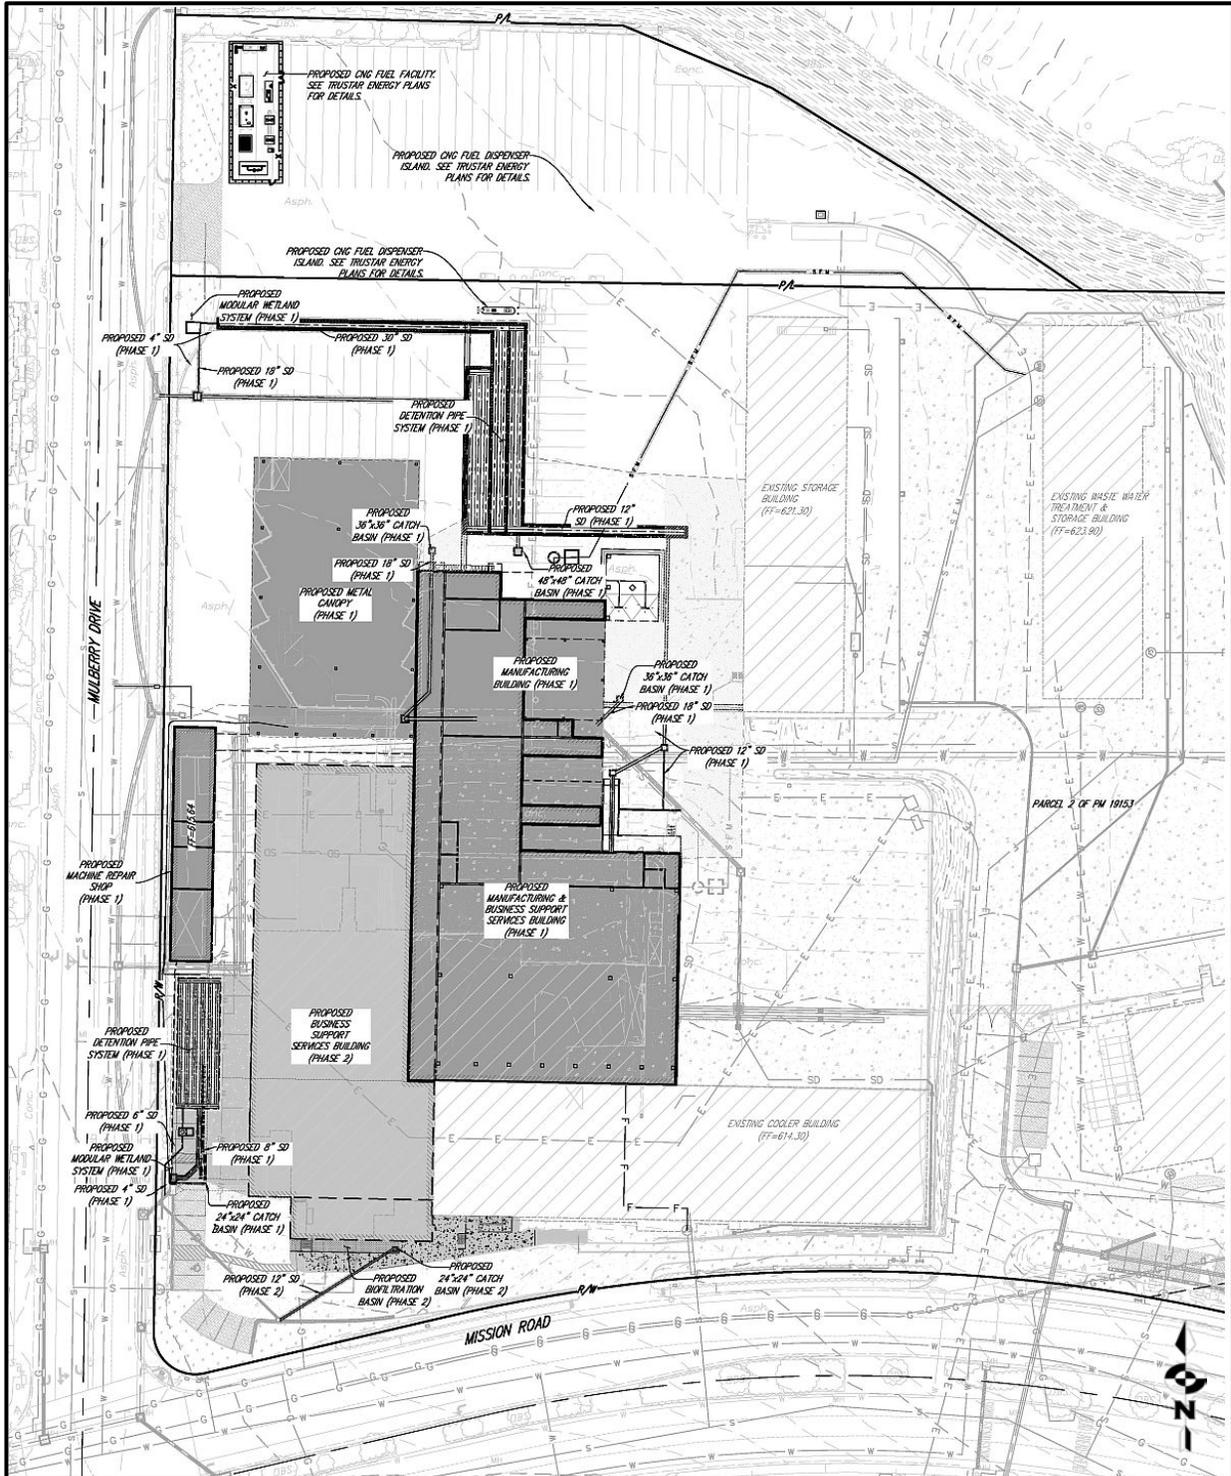 P/L
PROPOSED CNG FUEL FACILITY.
SEE TRUSTAR ENERGY PLANS
FOR DETAILS.
Conc.
PROPOSED CNG FUEL DISPENSER
ISLAND. SEE TRUSTAR ENERGY
PLANS FOR DETAILS.
Asph.
PROPOSED CNG FUEL DISPENSER
ISLAND. SEE TRUSTAR ENERGY
PLANS FOR DETAILS.
Conc.
SFM
P/L
PROPOSED
MODULAR WETLAND
SYSTEM (PHASE 1)
PROPOSED 4" SD
(PHASE 1)
PROPOSED 30" SD
(PHASE 1)
PROPOSED 18" SD
(PHASE 1)
PROPOSED
DETENTION PIPE
SYSTEM (PHASE 1)
EXISTING STORAGE
BUILDING
(FF=621.30)
EXISTING WASTE WATER
TREATMENT &
STORAGE BUILDING
(FF=623.90)
PROPOSED
36"x36" CATCH
BASIN (PHASE 1)
PROPOSED 12"
SD (PHASE 1)
PROPOSED 18" SD
(PHASE 1)
PROPOSED
48"x48" CATCH
BASIN (PHASE 1)
Asph.
PROPOSED METAL
CANOPY
(PHASE 1)
Asph.
MULBERRY DRIVE
PROPOSED
MANUFACTURING
BUILDING (PHASE 1)
PROPOSED
36"x36" CATCH
BASIN (PHASE 1)
PROPOSED 18" SD
(PHASE 1)
PROPOSED 12" SD
(PHASE 1)
FF=615.64
PARCEL 2 OF PM 19153
PROPOSED
MACHINE REPAIR
SHOP
(PHASE 1)
PROPOSED
MANUFACTURING &
BUSINESS SUPPORT
SERVICES BUILDING
(PHASE 1)
R/W
PROPOSED
BUSINESS
SUPPORT
SERVICES BUILDING
(PHASE 2)
PROPOSED
DETENTION PIPE
SYSTEM (PHASE 1)
SD
SD
PROPOSED 6" SD
(PHASE 1)
EXISTING COOLER BUILDING
(FF=614.30)
PROPOSED
MODULAR WETLAND
SYSTEM (PHASE 1)
PROPOSED 8" SD
(PHASE 1)
PROPOSED 4" SD
(PHASE 1)
PROPOSED
24"x24" CATCH
BASIN (PHASE 1)
PROPOSED 12" SD
(PHASE 2)
PROPOSED
BIOFILTRATION
BASIN (PHASE 2)
PROPOSED
24"x24" CATCH
BASIN (PHASE 2)
R/W
Asph.
MISSION ROAD
N